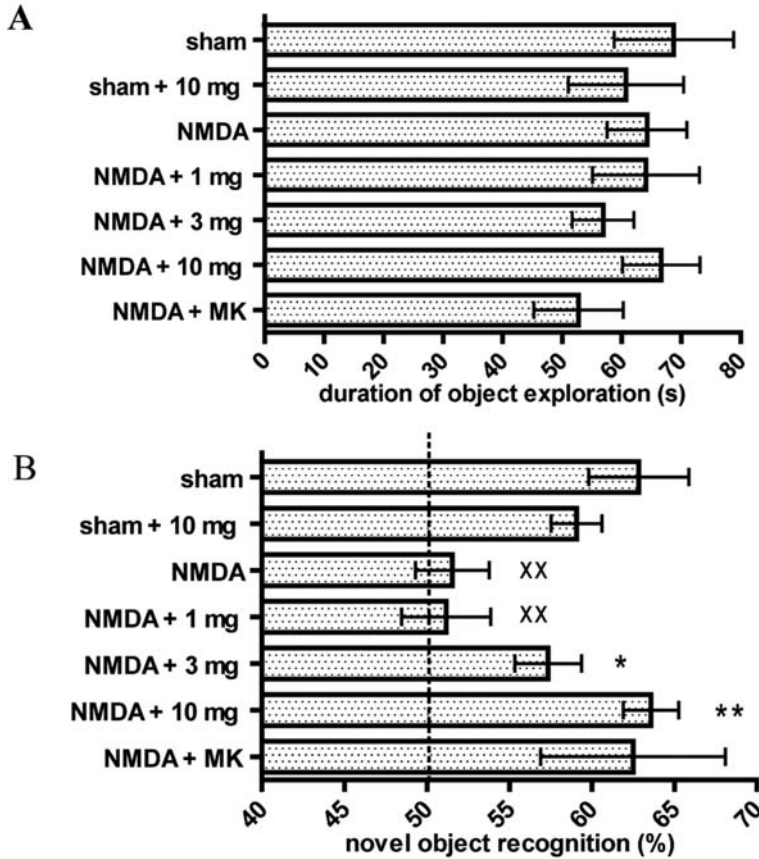 A
sham
sham + 10 mg
NMDA
NMDA + 1 mg
NMDA + 3 mg
NMDA + 10 mg
NMDA + MK
0 10 20 30 40 50 60 70 80
duration of object exploration (s)
B
sham
sham + 10 mg
NMDA XX
NMDA + 1 mg XX
NMDA + 3 mg *
NMDA + 10 mg **
NMDA + MK
40 45 50 55 60 65 70
novel object recognition (%)